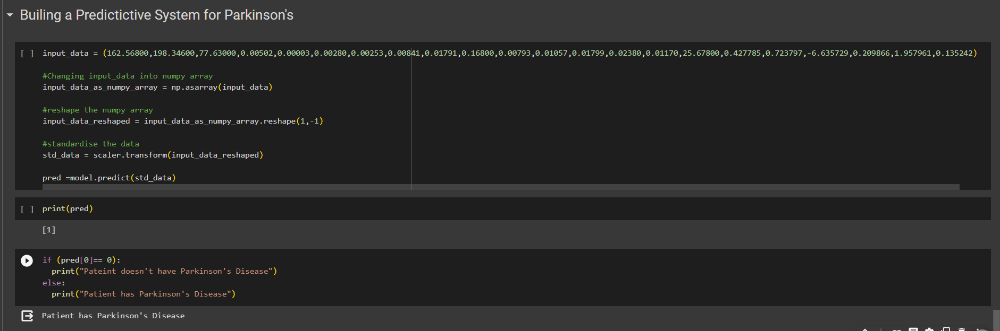 Builing a Predictictive System for Parkinson's
[ ] input_data = (162.56800,198.34600,77.63000,0.00502,0.00003,0.00280,0.00253,0.00841,0.01791,0.16800,0.00793,0.01057,0.01799,0.02380,0.01170,25.67800,0.427785,0.723797,-6.635729,0.209866,1.957961,0.135242)
#Changing input_data into numpy array
input_data_as_numpy_array = np.asarray(input_data)
#reshape the numpy array
input_data_reshaped = input_data_as_numpy_array.reshape(1,-1)
#standardise the data
std_data = scaler.transform(input_data_reshaped)
pred =model.predict(std_data)
[ ] print(pred)
[1]
if (pred[0]== 0):
print("Pateint doesn't have Parkinson's Disease")
else:
print("Patient has Parkinson's Disease")
Patient has Parkinson's Disease